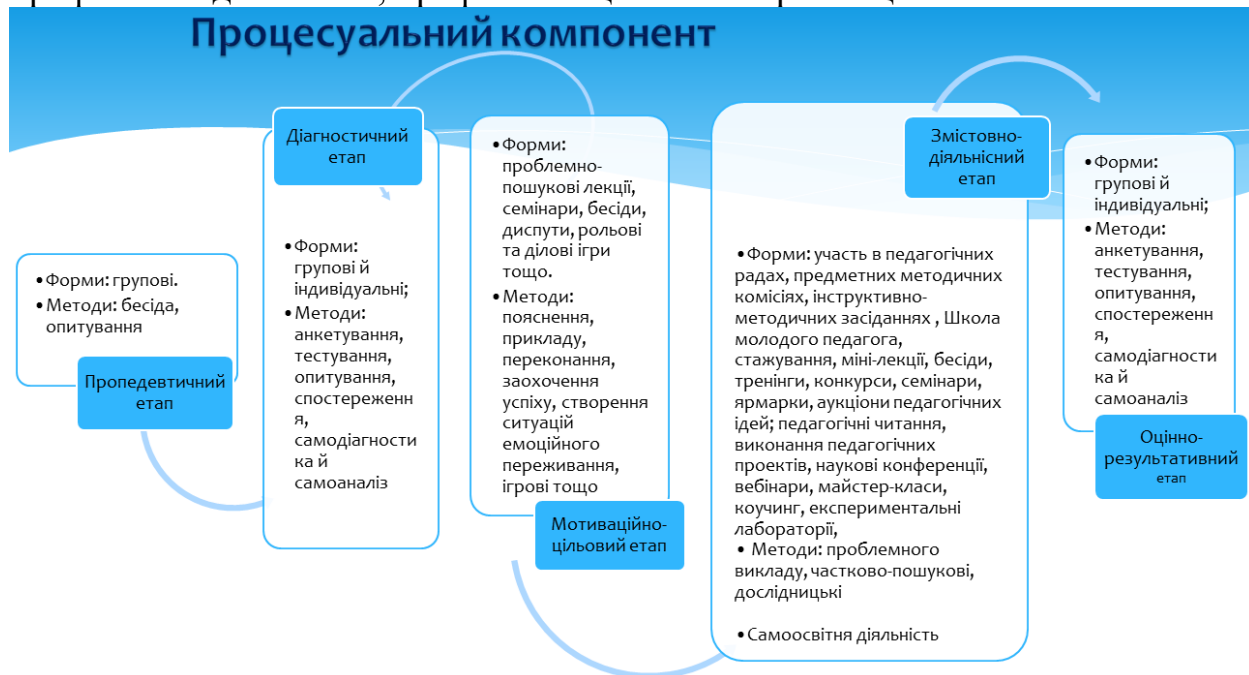 Процесуальний компонент
•Форми: групові.
•Методи: бесіда,
опитування
Пропедевтичний
етап
Діагностичний
етап
•Форми:
групові й
індивідуальні;
•Методи:
анкетування,
тестування,
опитування,
спостереженн
я,
самодіагности
ка й
самоаналіз
•Форми:
проблемно-
пошукові лекції,
семінари, бесіди,
диспути, рольові
та ділові ігри
тощо.
•Методи:
пояснення,
прикладу,
переконання,
заохочення
успіху, створення
ситуацій
емоційного
переживання,
ігрові тощо
Мотиваційно-
цільовий етап
Змістовно-
діяльнісний
етап
•Форми: участь в педагогічних
радах, предметних методичних
комісіях, інструктивно-
методичних засіданнях , Школа
молодого педагога,
стажування, міні-лекції, бесіди,
тренінги, конкурси, семінари,
ярмарки, аукціони педагогічних
ідей; педагогічні читання,
виконання педагогічних
проектів, наукові конференції,
вебінари, майстер-класи,
коучинг, експериментальні
лабораторії,
• Методи: проблемного
викладу, частково-пошукові,
дослідницькі
•Самоосвітня діяльність
•Форми:
групові й
індивідуальні;
•Методи:
анкетування,
тестування,
опитування,
спостереженн
я,
самодіагности
ка й
самоаналіз
Оцінно-
результативний
етап